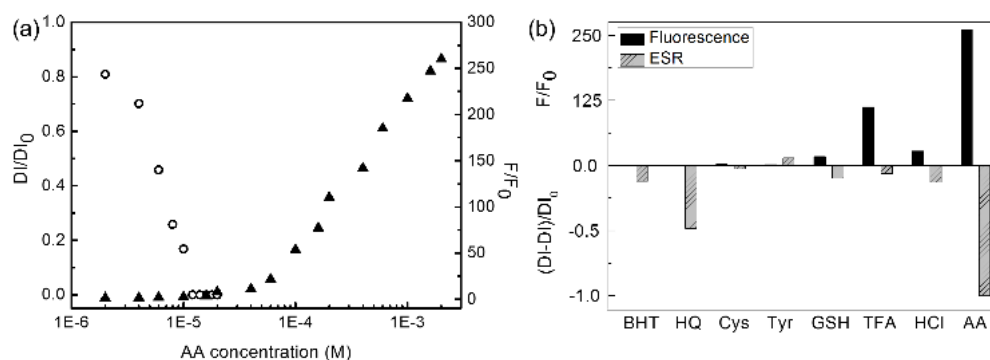 (a)
1.0
0.8
0.6
0.4
0.2
0.0
DI/DI0
300
250
200
150
100
50
0
F/F0
1E-6 1E-5 1E-4 1E-3
AA concentration (M)
(b)
Fluorescence
ESR
250
125
0.0
-0.5
-1.0
F/F0
(DI-DI)/DI0
BHT HQ Cys Tyr GSH TFA HCl AA